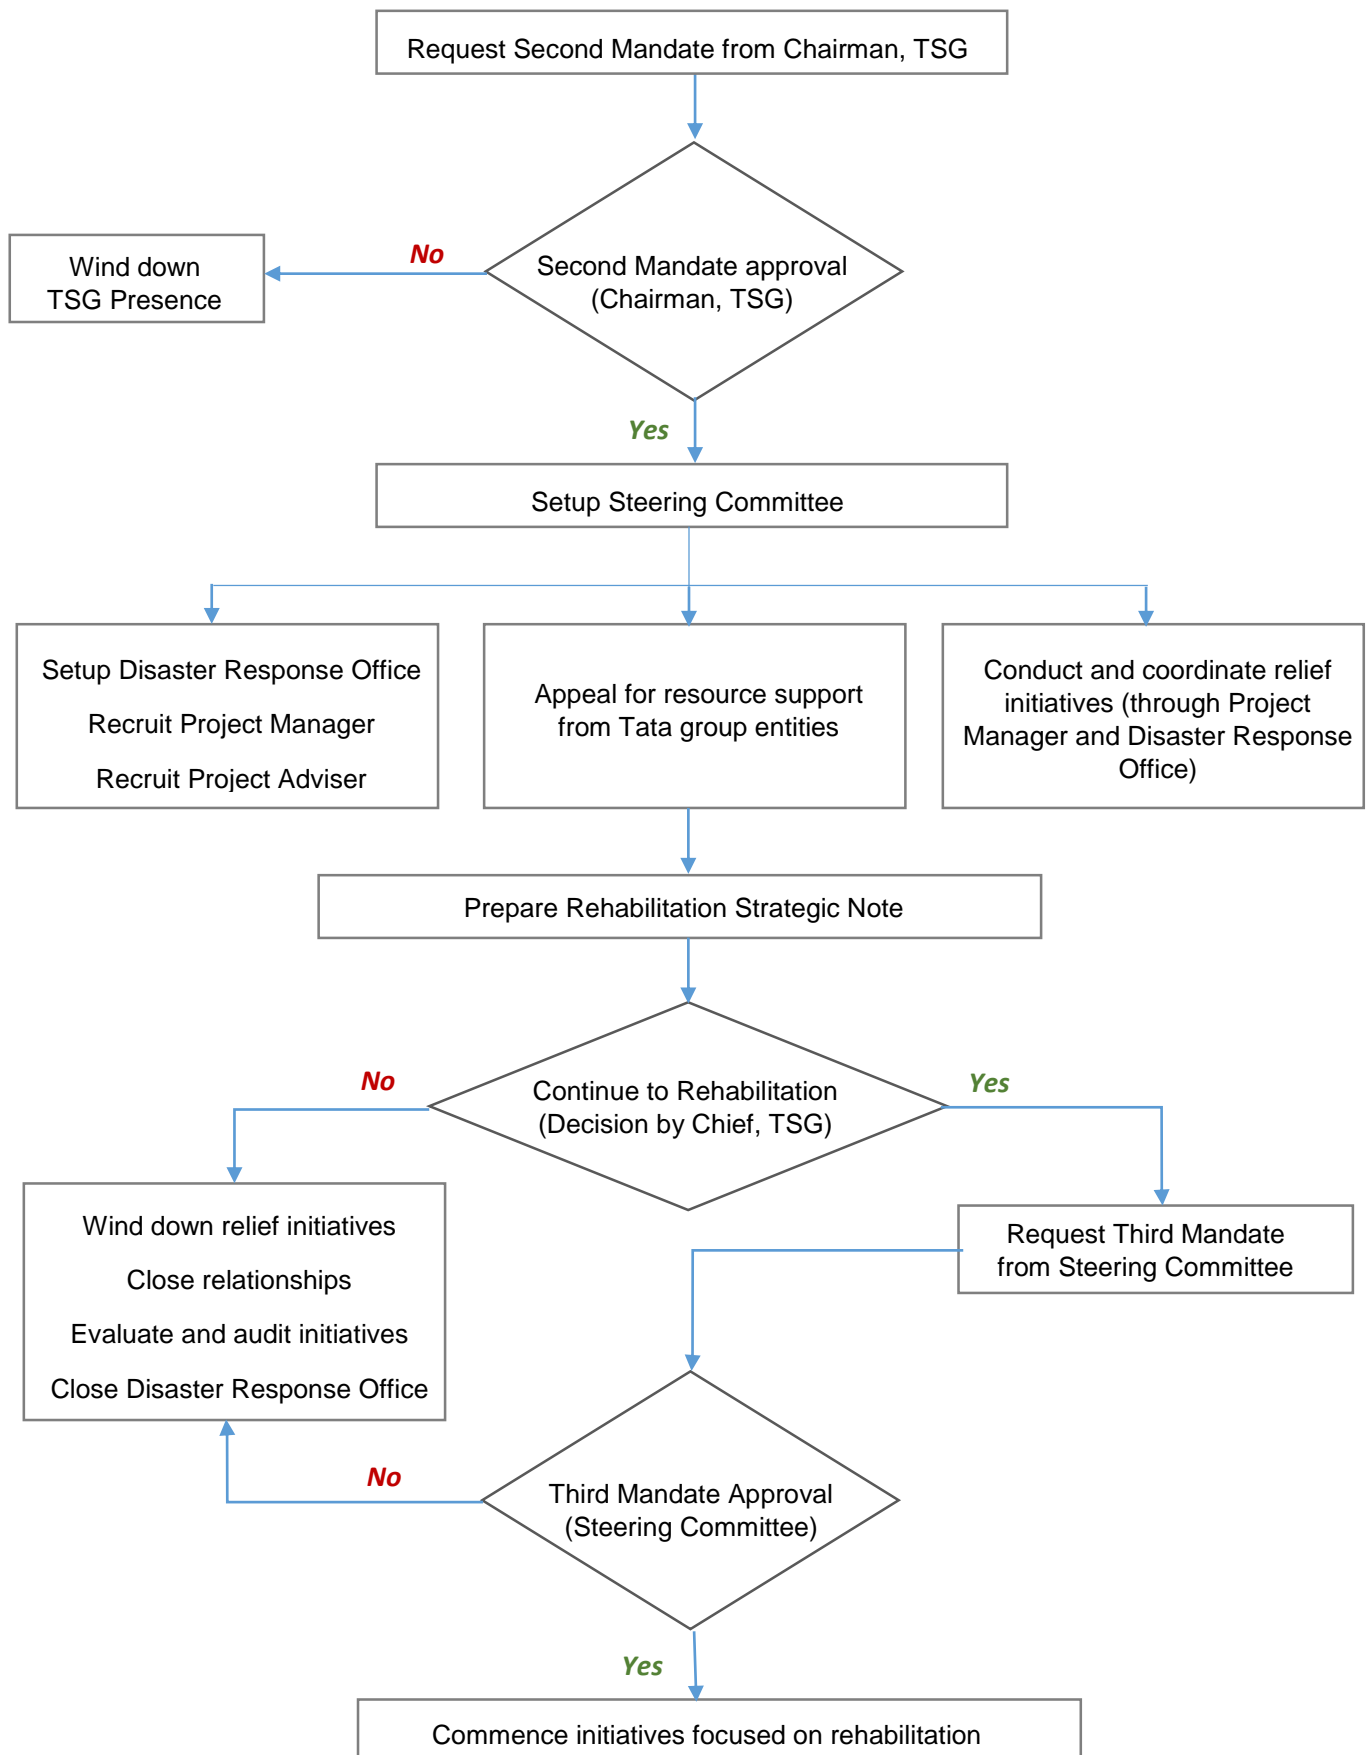 Request Second Mandate from Chairman, TSG
No
Wind down
TSG Presence
Second Mandate approval
(Chairman, TSG)
Yes
Setup Steering Committee
Setup Disaster Response Office
Recruit Project Manager
Recruit Project Adviser
Appeal for resource support
from Tata group entities
Conduct and coordinate relief
initiatives (through Project
Manager and Disaster Response
Office)
Prepare Rehabilitation Strategic Note
No
Continue to Rehabilitation
(Decision by Chief, TSG)
Yes
Wind down relief initiatives
Close relationships
Evaluate and audit initiatives
Close Disaster Response Office
Request Third Mandate
from Steering Committee
No
Third Mandate Approval
(Steering Committee)
Yes
Commence initiatives focused on rehabilitation